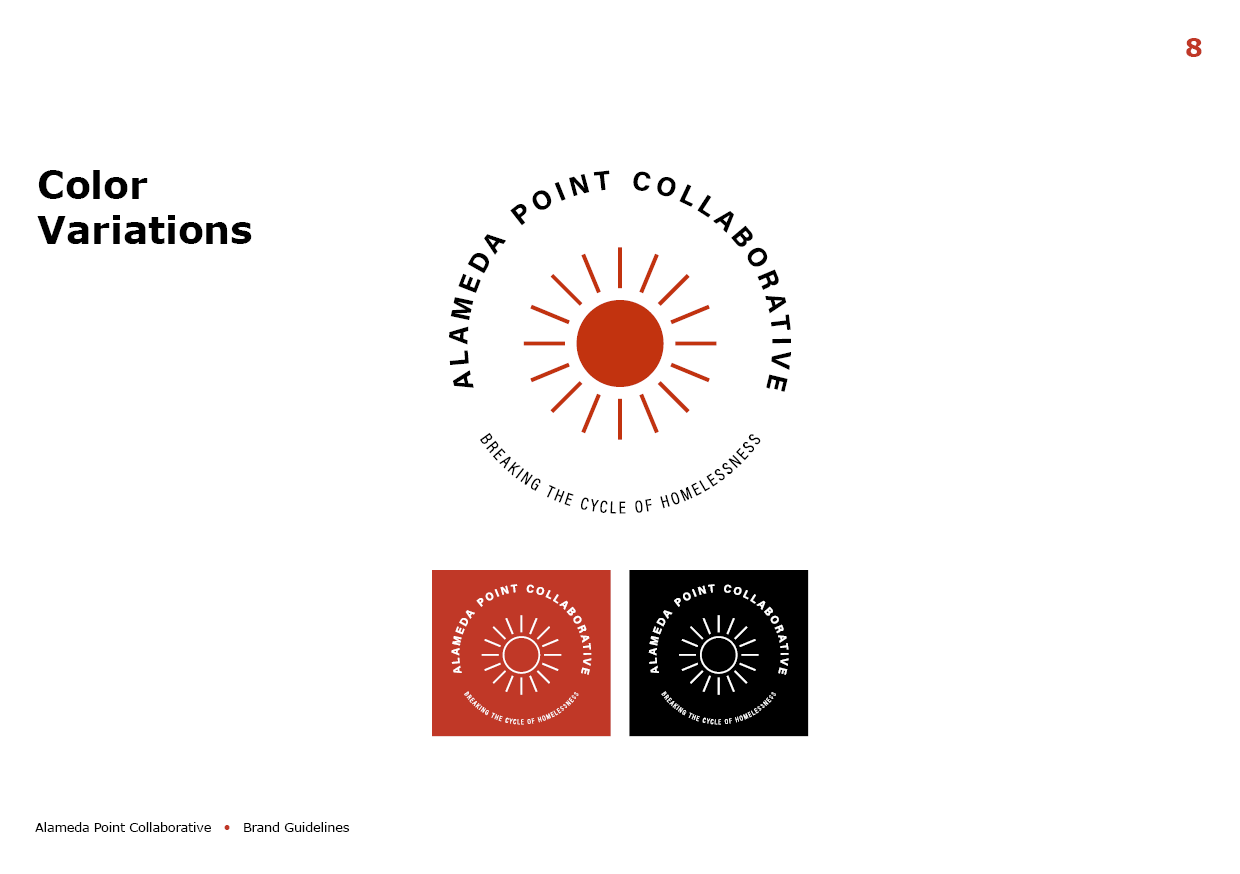 8
Color
Variations
ALAMEDA POINT COLLABORATIVE
BREAKING THE CYCLE OF HOMELESSNESS
ALAMEDA POINT COLLABORATIVE
BREAKING THE CYCLE OF HOMELESSNESS
ALAMEDA POINT COLLABORATIVE
BREAKING THE CYCLE OF HOMELESSNESS
Alameda Point Collaborative • Brand Guidelines